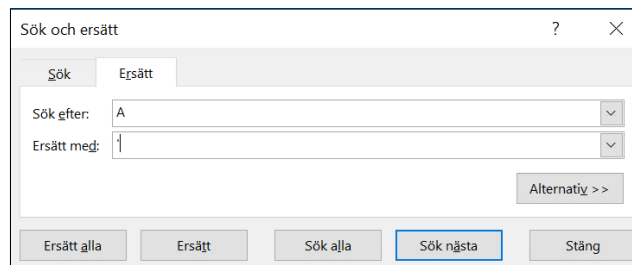 Sök och ersätt ?
Sök Ersätt
Sök efter: A
Ersätt med: '
Alternativ >>
Ersätt alla Ersätt Sök alla Sök nästa Stäng